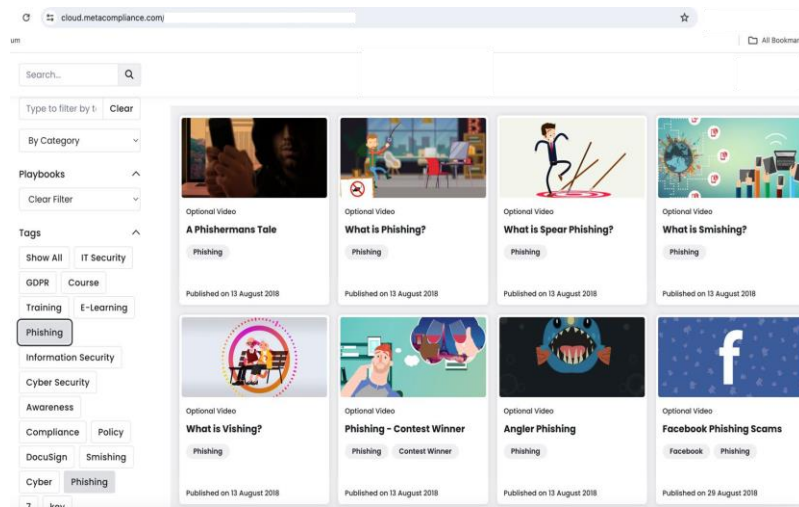 cloud.metacompliance.com/
um
All Bookmar
Search...
Type to filter by t
Clear
By Category
Playbooks
Clear Filter
Tags
Show All
IT Security
GDPR
Course
Training
E-Learning
Phishing
Information Security
Cyber Security
Awareness
Compliance
Policy
DocuSign
Smishing
Cyber
Phishing
7
key
Optional Video
A Phishermans Tale
Phishing
Published on 13 August 2018
Optional Video
What is Phishing?
Phishing
Published on 13 August 2018
Optional Video
What is Spear Phishing?
Phishing
Published on 13 August 2018
Optional Video
What is Smishing?
Phishing
Published on 13 August 2018
Optional Video
What is Vishing?
Phishing
Published on 13 August 2018
Optional Video
Phishing - Contest Winner
Phishing
Contest Winner
Published on 13 August 2018
Optional Video
Angler Phishing
Phishing
Published on 13 August 2018
f
Optional Video
Facebook Phishing Scams
Facebook
Phishing
Published on 29 August 2018